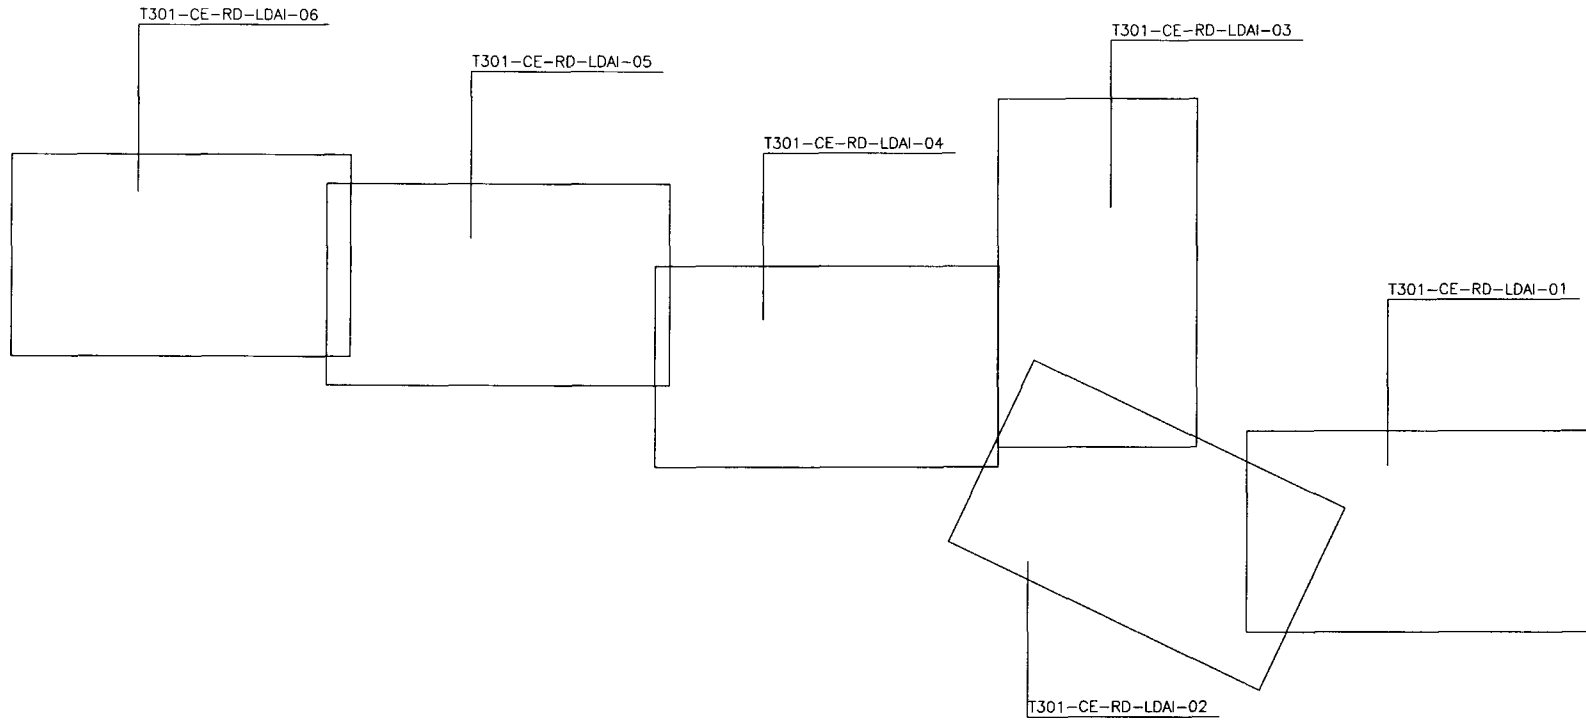 T301-CE-RD-LDAI-06
T301-CE-RD-LDAI-03
T301-CE-RD-LDAI-05
T301-CE-RD-LDAI-04
T301-CE-RD-LDAI-01
T301-CE-RD-LDAI-02